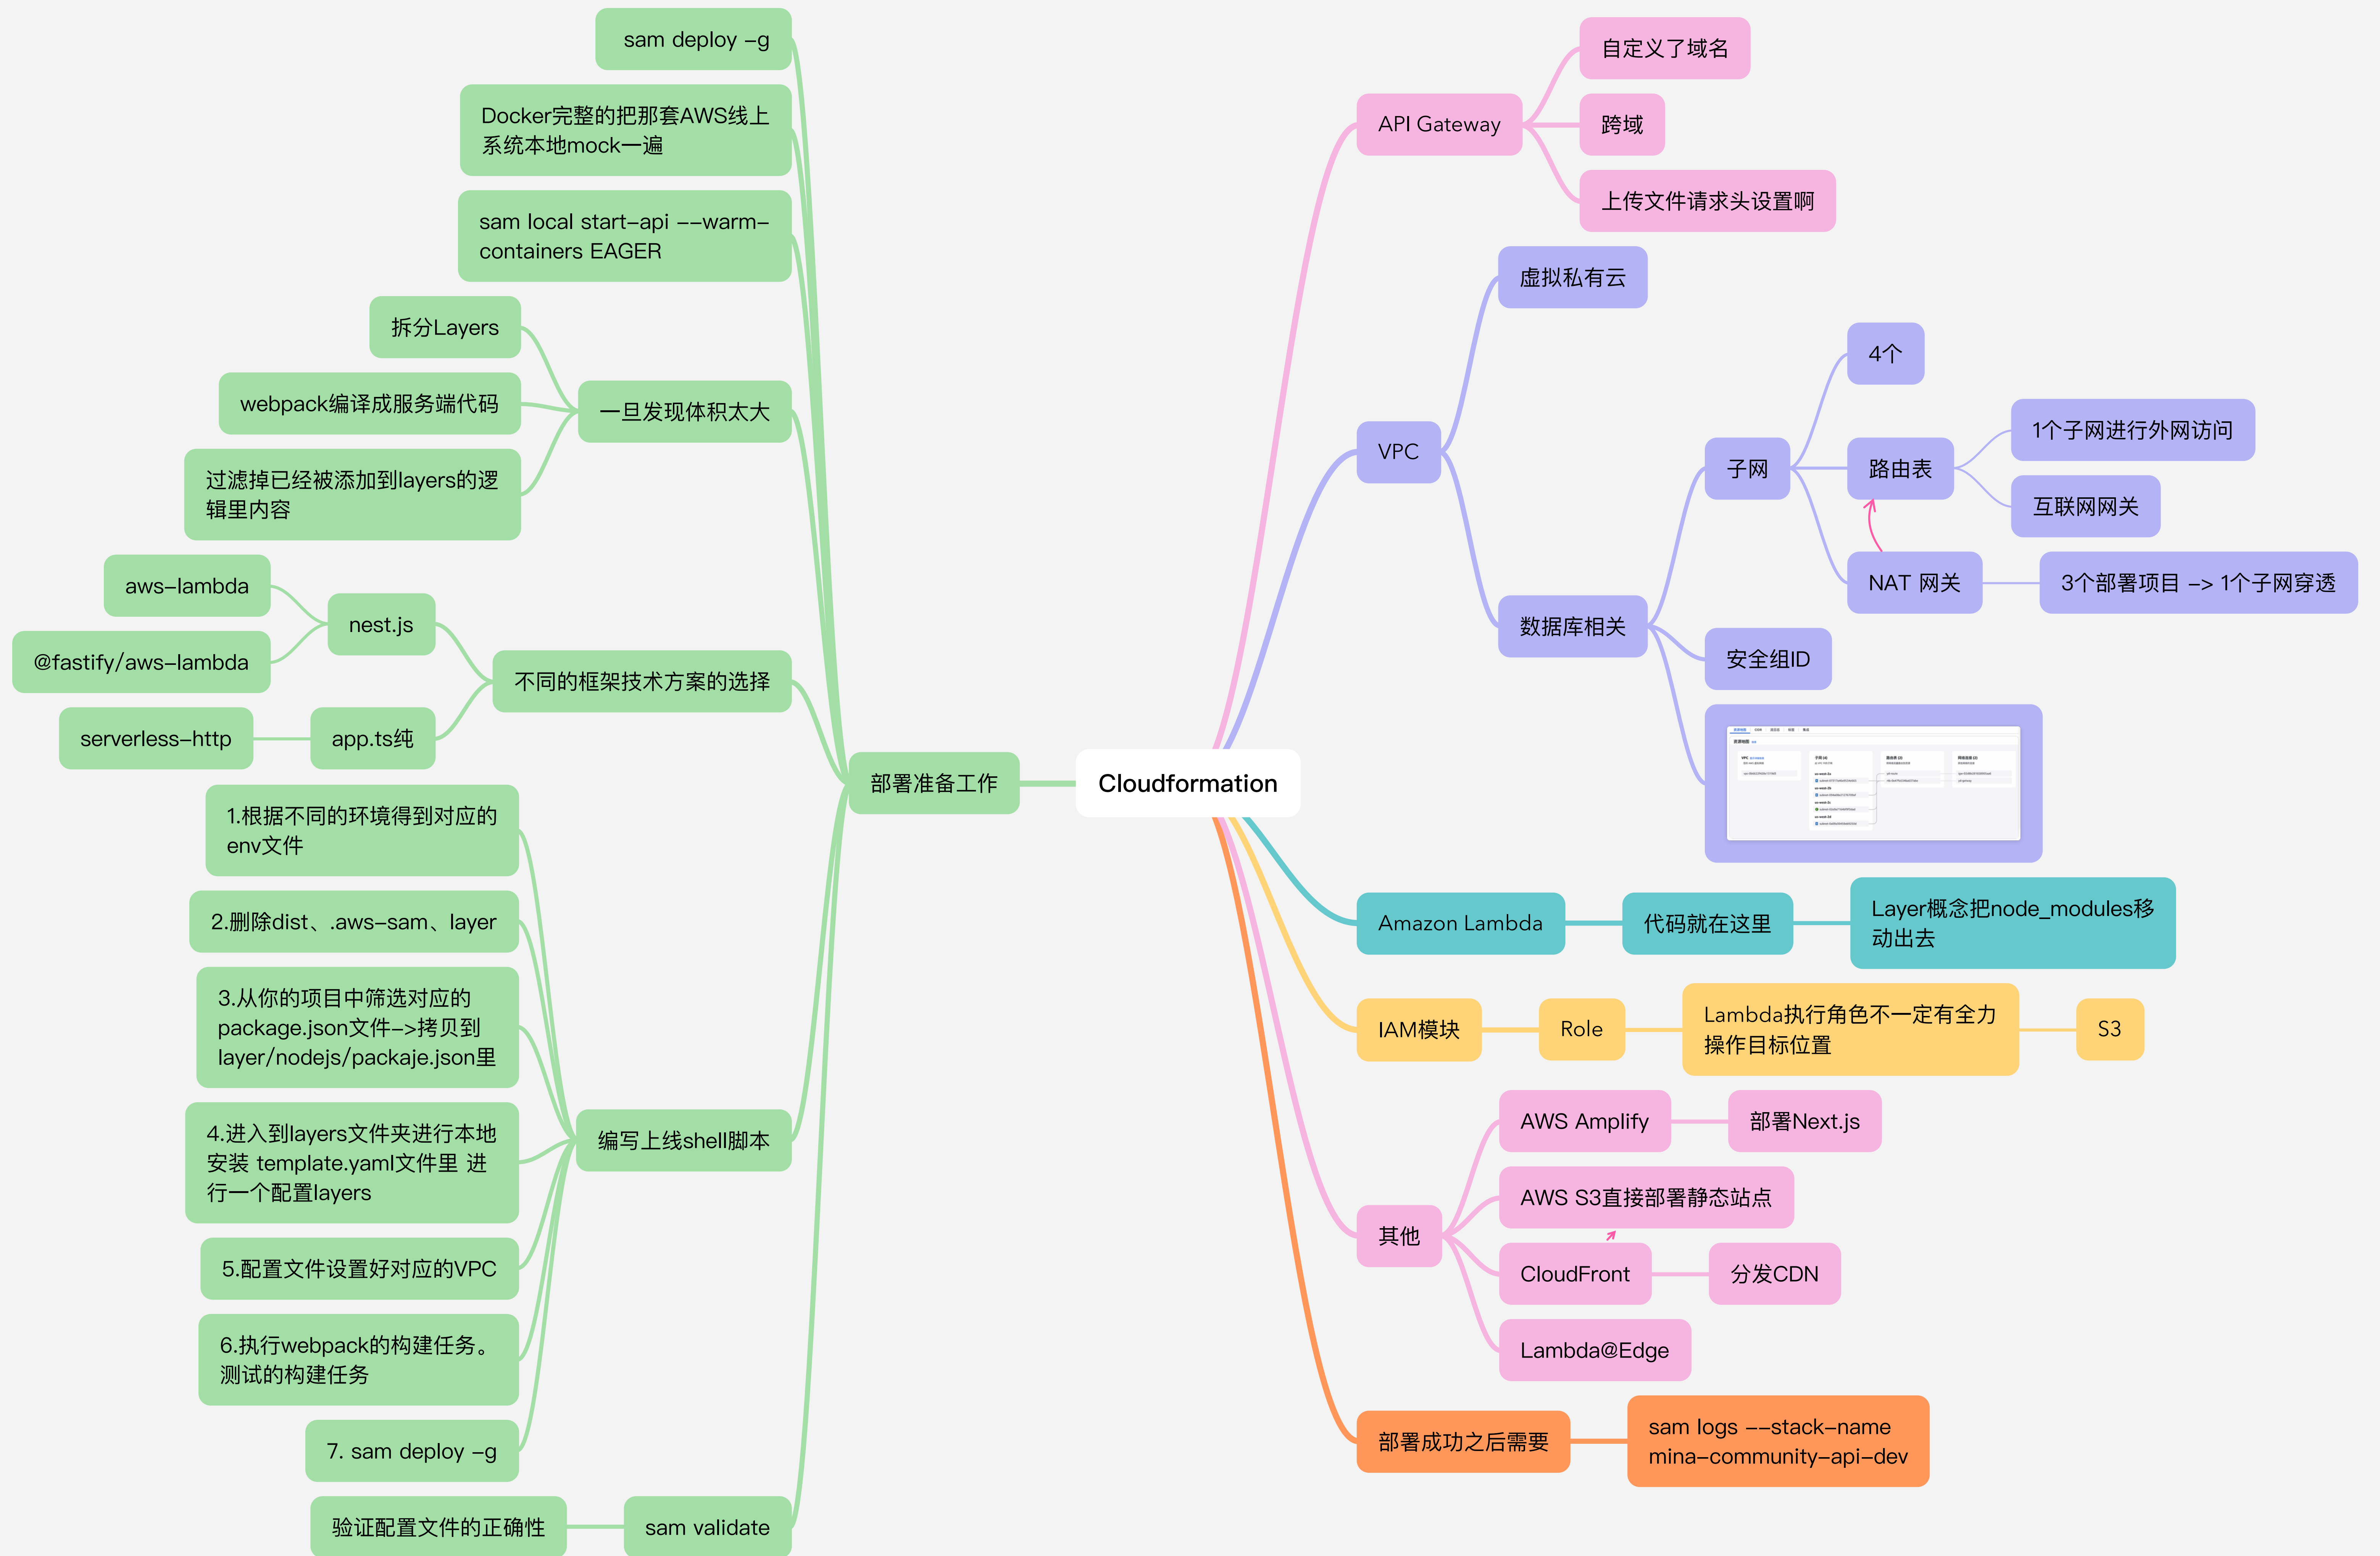 sam deploy –g
Docker完整的把那套AWS线上
系统本地mock一遍
sam local start–api ––warm–
containers EAGER
拆分Layers
webpack编译成服务端代码
过滤掉已经被添加到layers的逻
辑里内容
一旦发现体积太大
aws–lambda
@fastify/aws–lambda
nest.js
serverless–http
app.ts纯
不同的框架技术方案的选择
1.根据不同的环境得到对应的
env文件
2.删除dist、.aws–sam、layer
3.从你的项目中筛选对应的
package.json文件–>拷贝到
layer/nodejs/packaje.json里
4.进入到layers文件夹进行本地
安装 template.yaml文件里 进
行一个配置layers
5.配置文件设置好对应的VPC
6.执行webpack的构建任务。
测试的构建任务
7. sam deploy –g
编写上线shell脚本
验证配置文件的正确性
sam validate
部署准备工作
Cloudformation
API Gateway
自定义了域名
跨域
上传文件请求头设置啊
VPC
虚拟私有云
数据库相关
子网
4个
路由表
1个子网进行外网访问
互联网网关
NAT 网关
3个部署项目 –> 1个子网穿透
安全组ID
Amazon Lambda
代码就在这里
Layer概念把node_modules移
动出去
IAM模块
Role
Lambda执行角色不一定有全力
操作目标位置
S3
其他
AWS Amplify
部署Next.js
AWS S3直接部署静态站点
CloudFront
分发CDN
Lambda@Edge
部署成功之后需要
sam logs ––stack–name
mina–community–api–dev